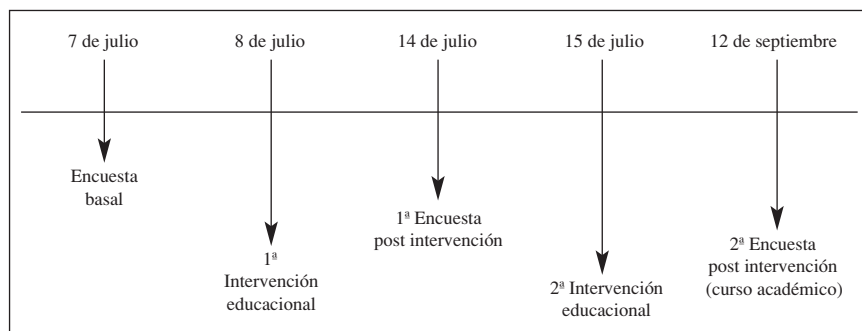 7 de julio
8 de julio
14 de julio
15 de julio
12 de septiembre
Encuesta
basal
1ª
Intervención
educacional
1ª Encuesta
post intervención
2ª Intervención
educacional
2ª Encuesta
post intervención
(curso académico)